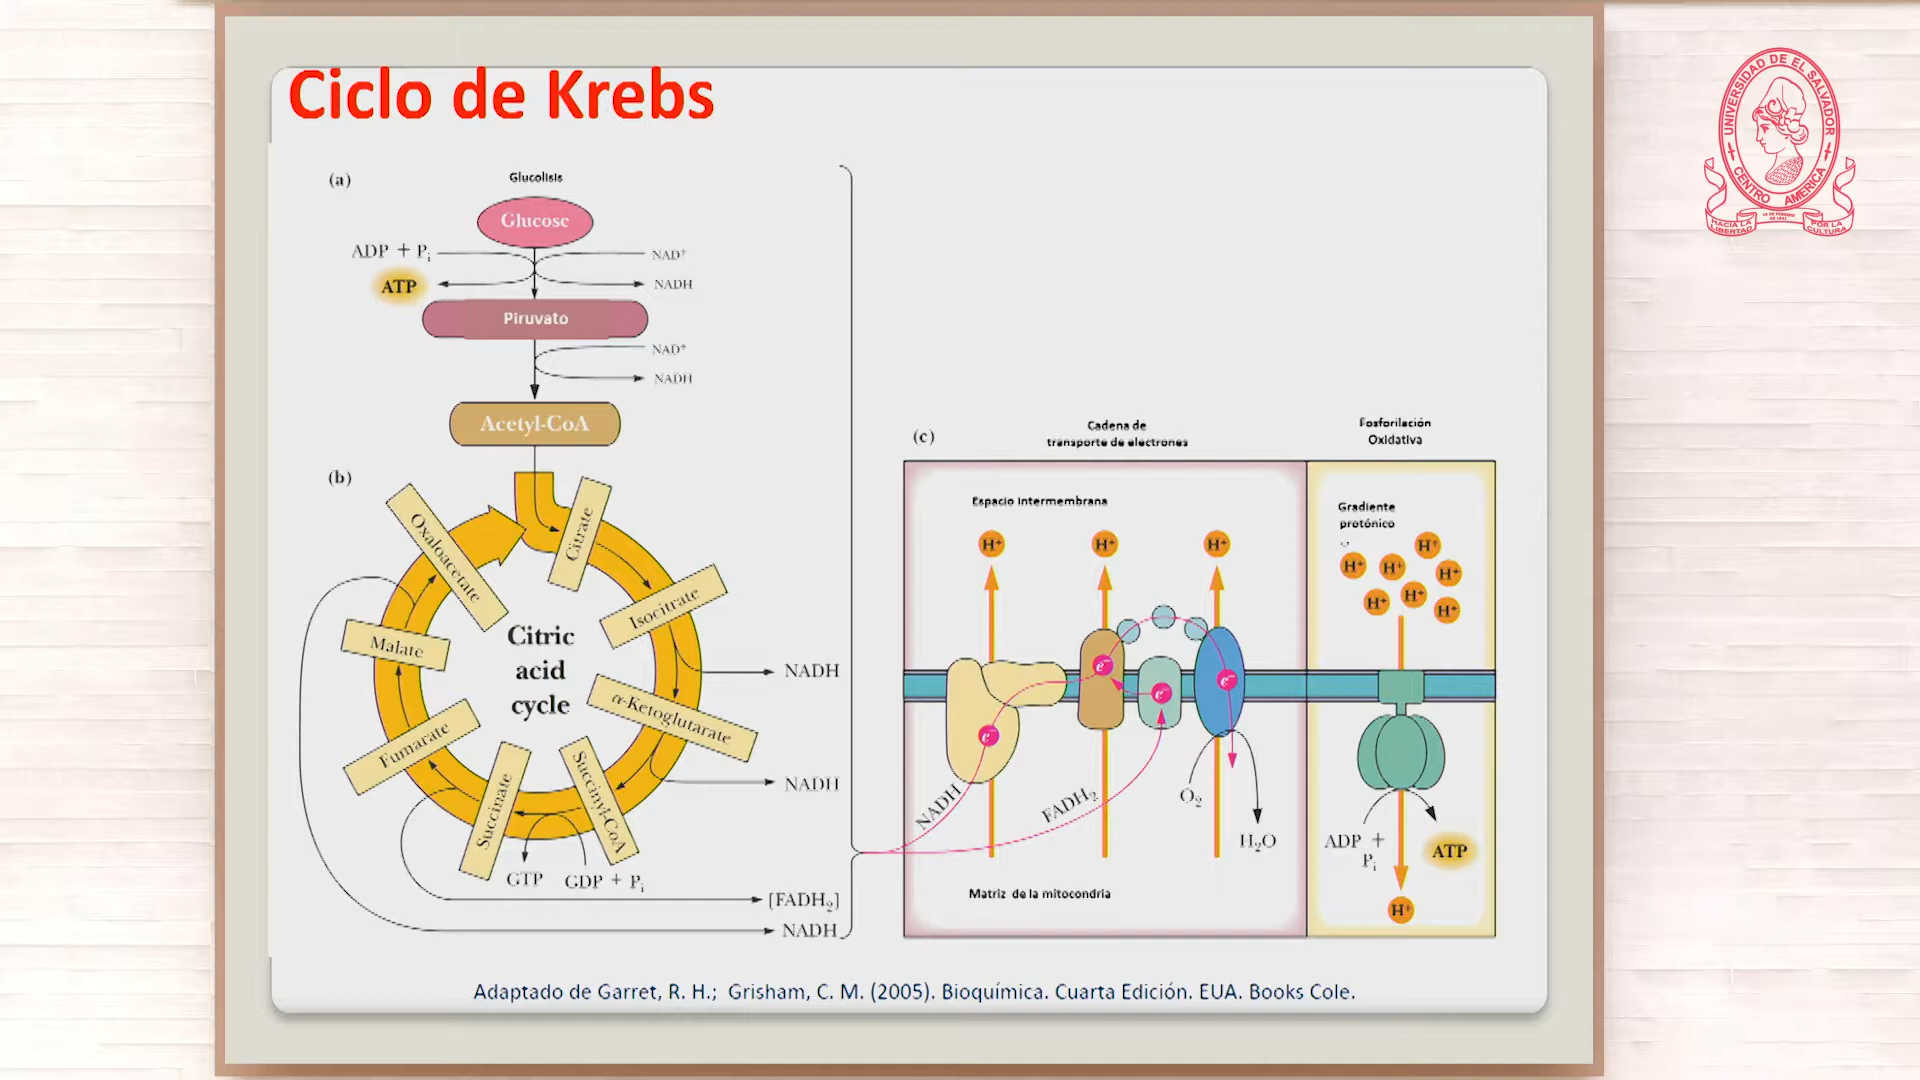 Ciclo de Krebs
UNIVERSIDAD DE EL SALVADOR
CENTRO AMERICA
HACIA LA LIBERTAD
POR LA CULTURA
(a)
Glucolisis
Glucose
ADP + Pi
NAD⁺
ATP
NADH
Piruvato
NAD⁺
NADH
Acetyl-CoA
(b)
Citrate
Isocitrate
NADH
α-Ketoglutarate
NADH
Succinyl-CoA
GDP + Pi
GTP
Succinate
[FADH₂]
Fumarate
Malate
NADH
Oxaloacetate
Citric
acid
cycle
(c)
Cadena de
transporte de electrones
Fosforilación
Oxidativa
Espacio intermembrana
H⁺
H⁺
H⁺
e⁻
e⁻
e⁻
e⁻
NADH
FADH₂
O₂
H₂O
Matriz de la mitocondria
Gradiente
protónico
H⁺
H⁺
H⁺
H⁺
H⁺
H⁺
H⁺
ADP +
Pi
ATP
H⁺
Adaptado de Garret, R. H.; Grisham, C. M. (2005). Bioquímica. Cuarta Edición. EUA. Books Cole.